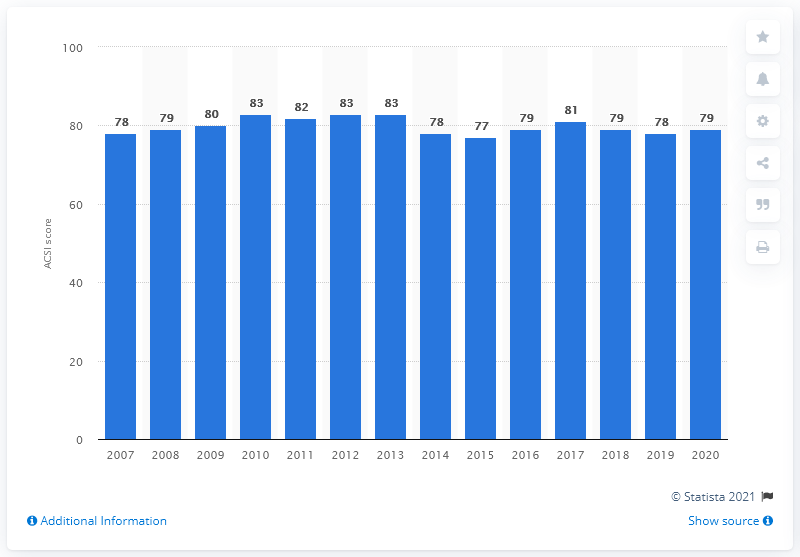 100
80
60
40
20
0
ACSI score
78 79 80 83 82 83 83 78 77 79 81 79 78 79
2007 2008 2009 2010 2011 2012 2013 2014 2015 2016 2017 2018 2019 2020
© Statista 2021
Additional Information
Show source